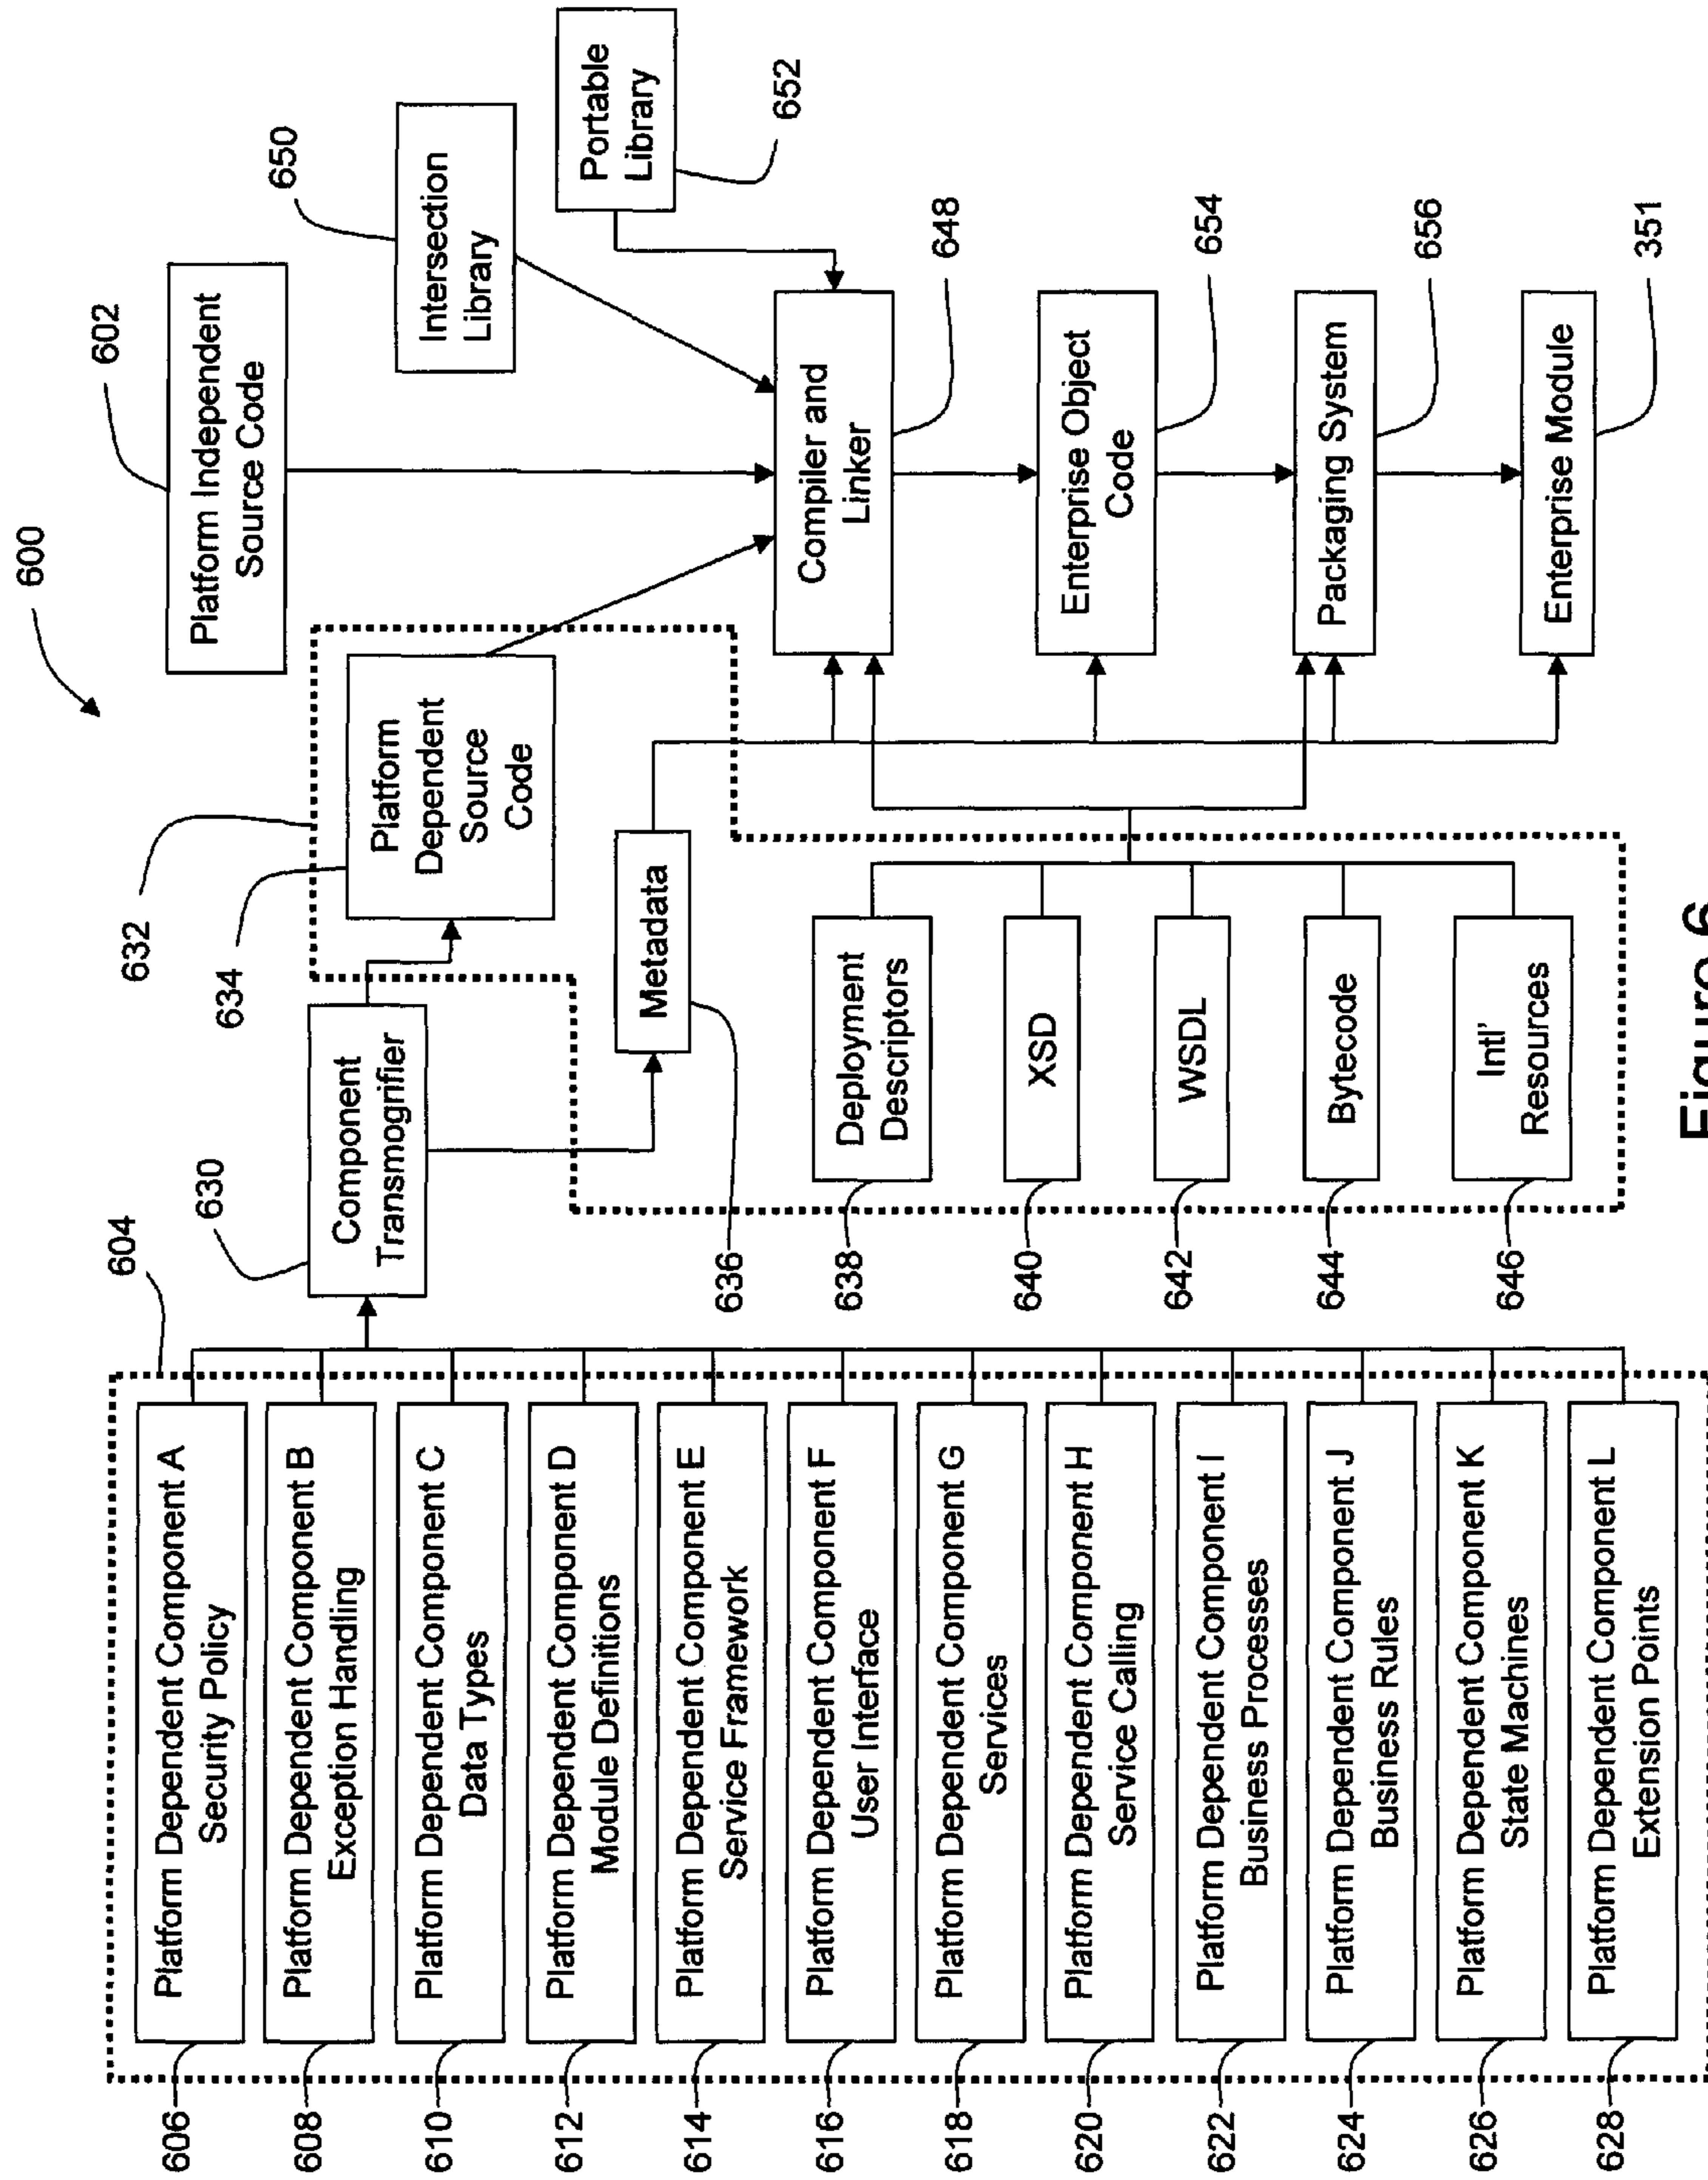 600
602
Platform Independent
Source Code
650
Intersection
Library
Portable
Library
652
604
630
Component
Transmogrifier
632
634
Platform
Dependent
Source
Code
Metadata
636
606
Platform Dependent Component A
Security Policy
608
Platform Dependent Component B
Exception Handling
610
Platform Dependent Component C
Data Types
612
Platform Dependent Component D
Module Definitions
614
Platform Dependent Component E
Service Framework
616
Platform Dependent Component F
User Interface
618
Platform Dependent Component G
Services
620
Platform Dependent Component H
Service Calling
622
Platform Dependent Component I
Business Processes
624
Platform Dependent Component J
Business Rules
626
Platform Dependent Component K
State Machines
628
Platform Dependent Component L
Extension Points
638
Deployment
Descriptors
640
XSD
642
WSDL
644
Bytecode
646
Intl'
Resources
Compiler and
Linker
648
Enterprise Object
Code
654
Packaging System
656
Enterprise Module
351
Figure 6